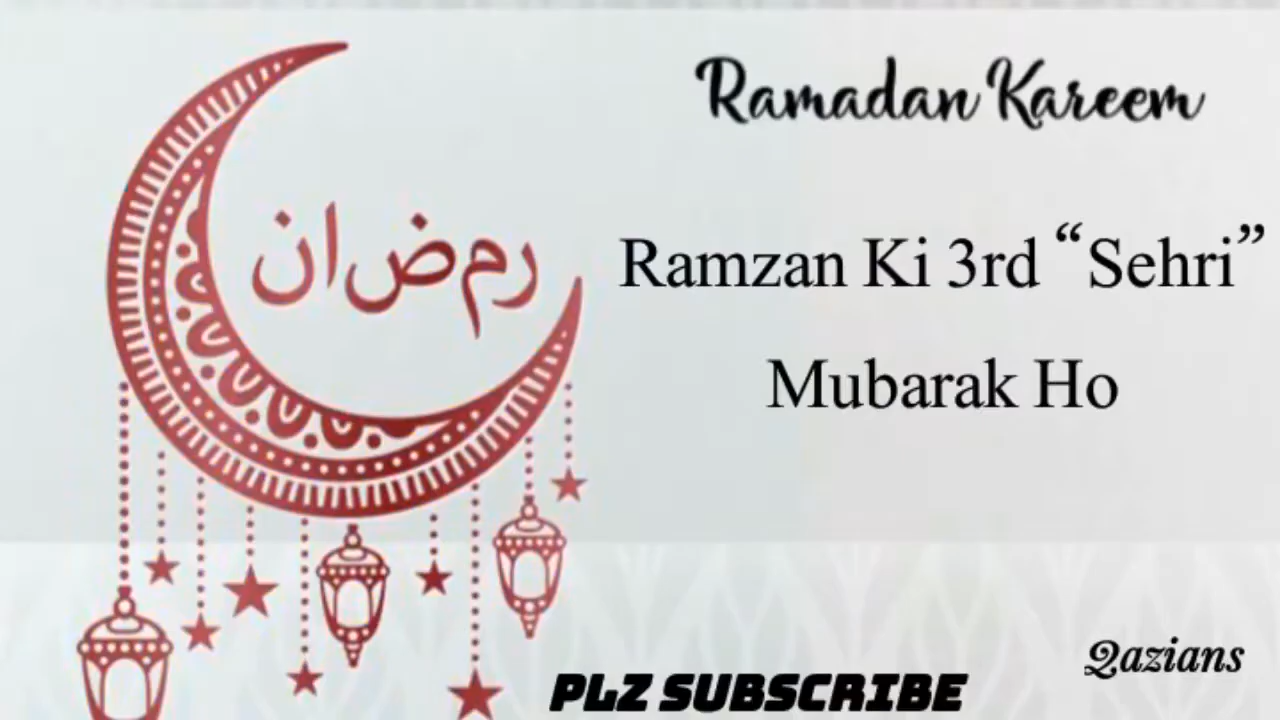 Ramadan Kareem
رمضان
Ramzan Ki 3rd “Sehri”
Mubarak Ho
Qazians
PLZ SUBSCRIBE